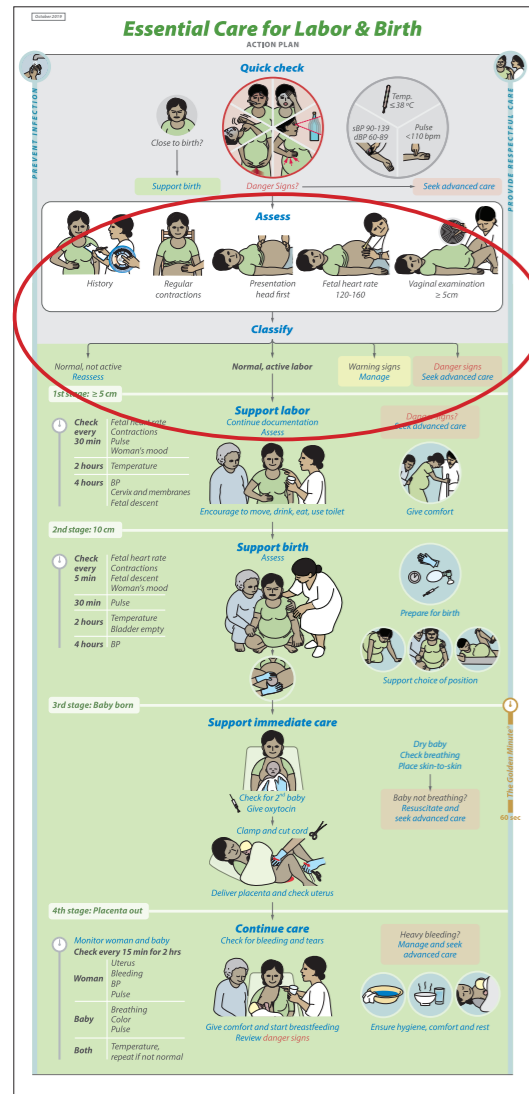 October 2019
Essential Care for Labor & Birth
ACTION PLAN
PREVENT INFECTION
PROVIDE RESPECTFUL CARE
Quick check
Close to birth?
Temp.
≤38 ºC
sBP 90-139
dBP 60-89
Pulse
<110 bpm
Support birth
Danger Signs?
Seek advanced care
Assess
History
Regular
contractions
Presentation
head first
Fetal heart rate
120-160
Vaginal examination
≥ 5cm
Classify
Normal, not active
Reassess
Normal, active labor
Warning signs
Manage
Danger signs
Seek advanced care
1st stage: ≥ 5 cm
Support labor
Continue documentation
Assess
Check every 30 min
Fetal heart rate
Contractions
Pulse
Woman's mood
2 hours
Temperature
4 hours
BP
Cervix and membranes
Fetal descent
Encourage to move, drink, eat, use toilet
Danger signs?
Seek advanced care
Give comfort
2nd stage: 10 cm
Support birth
Assess
Check every 5 min
Fetal heart rate
Contractions
Fetal descent
Woman's mood
30 min
Pulse
2 hours
Temperature
Bladder empty
4 hours
BP
Prepare for birth
Support choice of position
3rd stage: Baby born
Support immediate care
Check for 2nd baby
Give oxytocin
Clamp and cut cord
Deliver placenta and check uterus
Dry baby
Check breathing
Place skin-to-skin
Baby not breathing?
Resuscitate and
seek advanced care
The Golden Minute®
60 sec
4th stage: Placenta out
Continue care
Check for bleeding and tears
Monitor woman and baby
Check every 15 min for 2 hrs
Woman
Uterus
Bleeding
BP
Pulse
Baby
Breathing
Color
Pulse
Both
Temperature,
repeat if not normal
Give comfort and start breastfeeding
Review danger signs
Heavy bleeding?
Manage and seek
advanced care
Ensure hygiene, comfort and rest